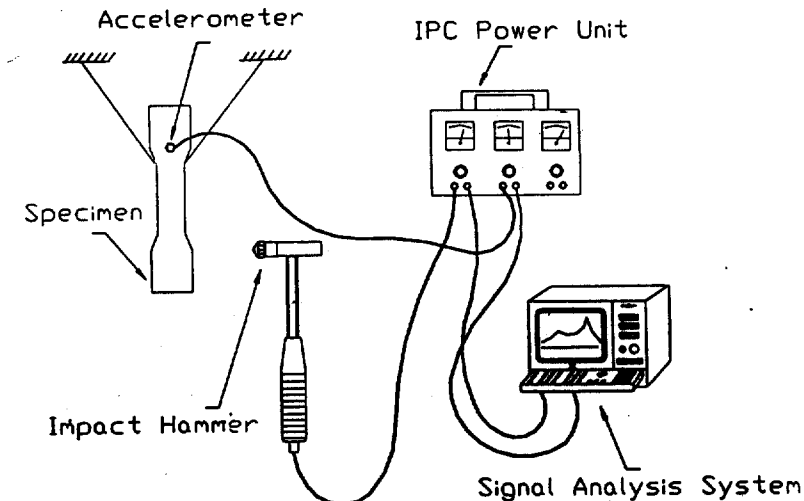 Accelerometer
IPC Power Unit
Specimen
Impact Hammer
Signal Analysis System